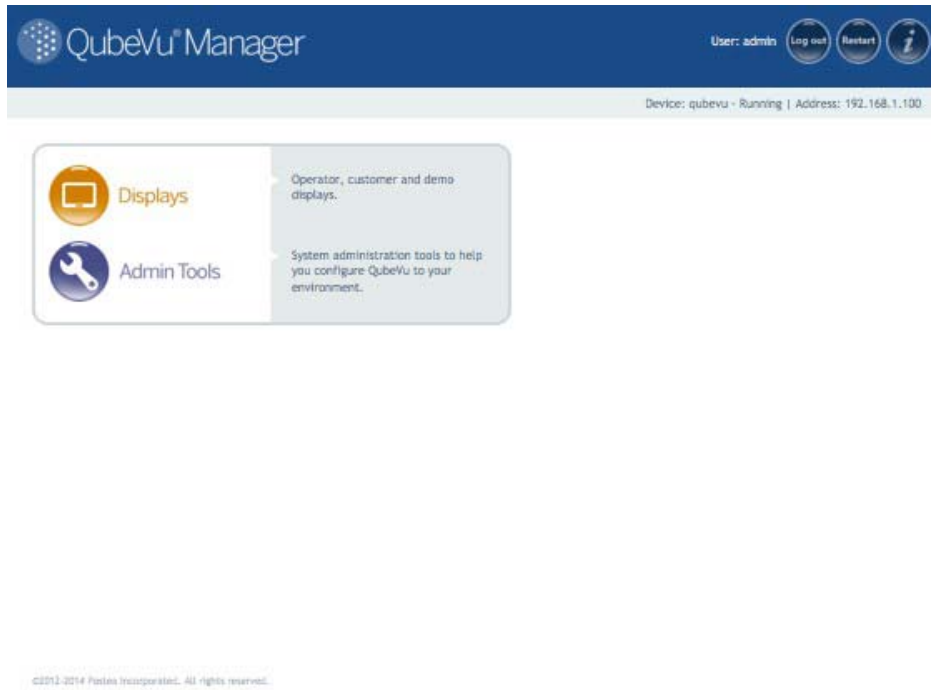 QubeVu® Manager
User: admin Log out Restart i
Device: qubevu - Running | Address: 192.168.1.100
Displays
Operator, customer and demo
displays.
Admin Tools
System administration tools to help
you configure QubeVu to your
environment.
©2012-2014 Postea Incorporated. All rights reserved.